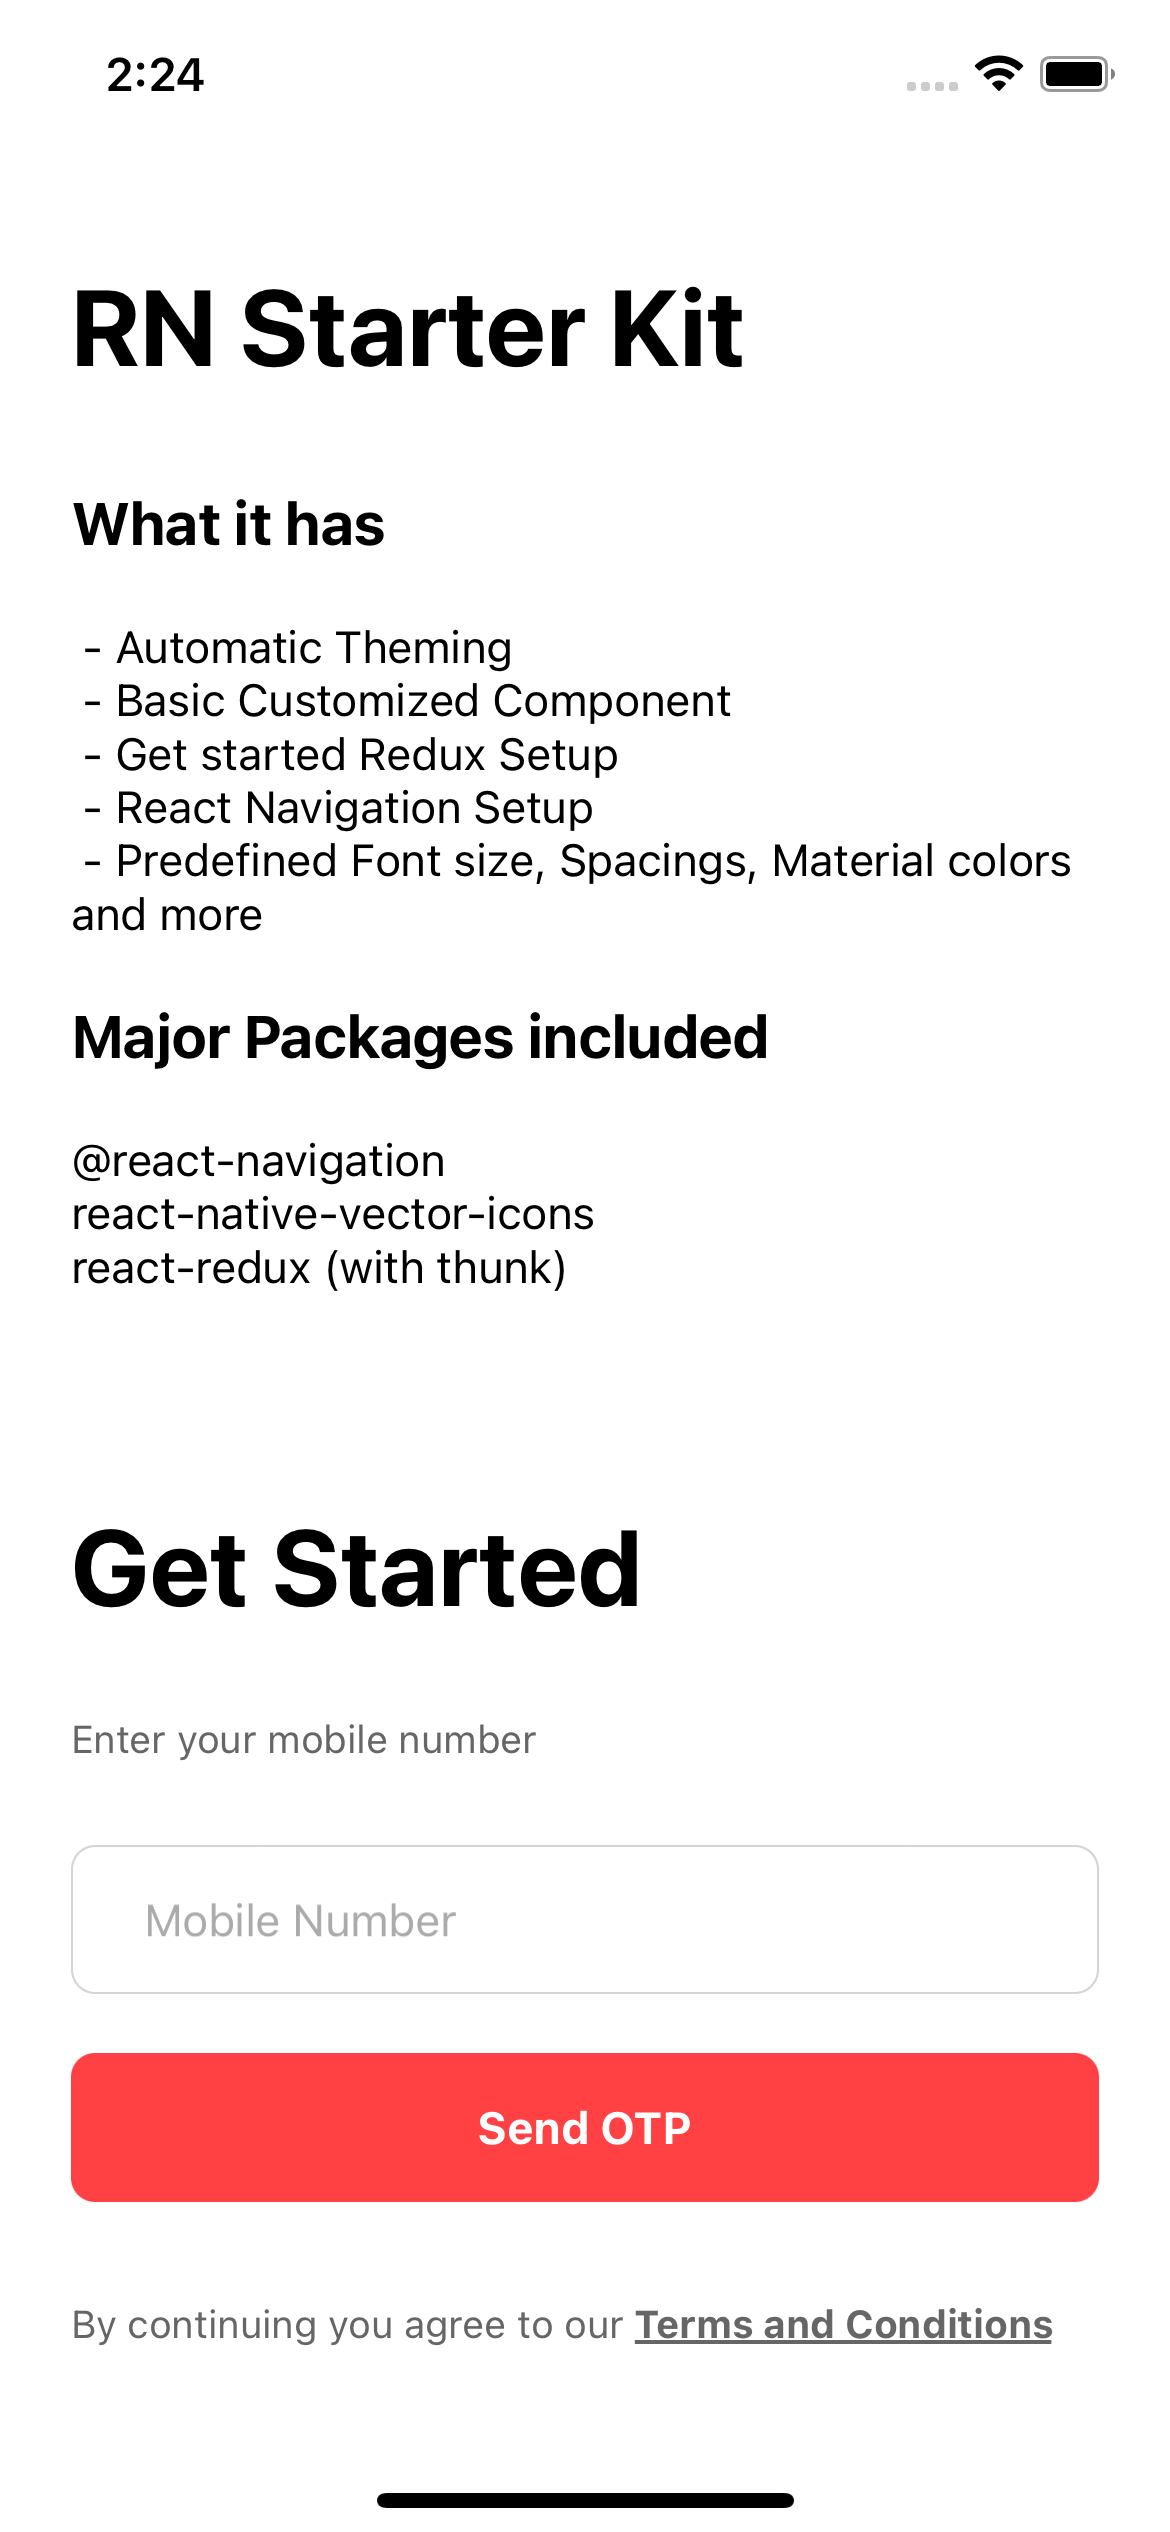 2:24
RN Starter Kit
What it has
- Automatic Theming
- Basic Customized Component
- Get started Redux Setup
- React Navigation Setup
- Predefined Font size, Spacings, Material colors
and more
Major Packages included
@react-navigation
react-native-vector-icons
react-redux (with thunk)
Get Started
Enter your mobile number
Mobile Number
Send OTP
By continuing you agree to our Terms and Conditions